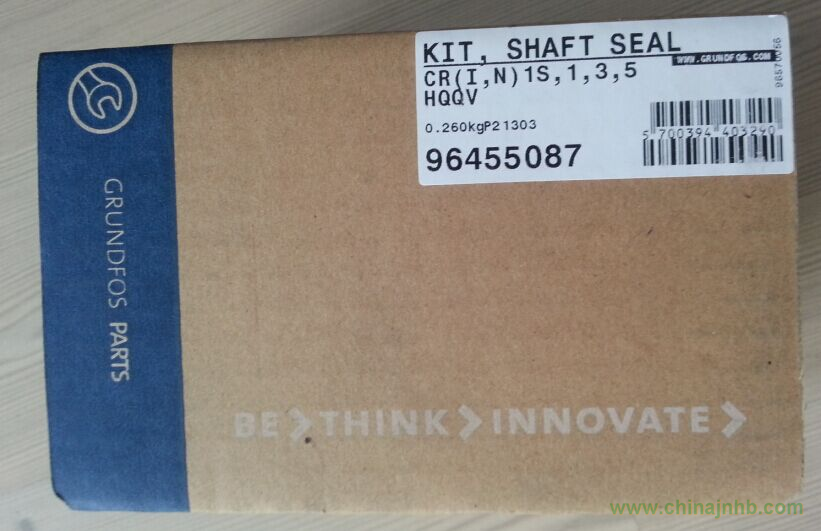 KIT, SHAFT SEAL
WWW.GRUNDFOS.COM
CR(I,N)1S,1,3,5
HQQV
96570066
0.260kgP21303
5 700394 403290
96455087
GRUNDFOS PARTS
BE>THINK>INNOVATE>
www.chinajnhb.com